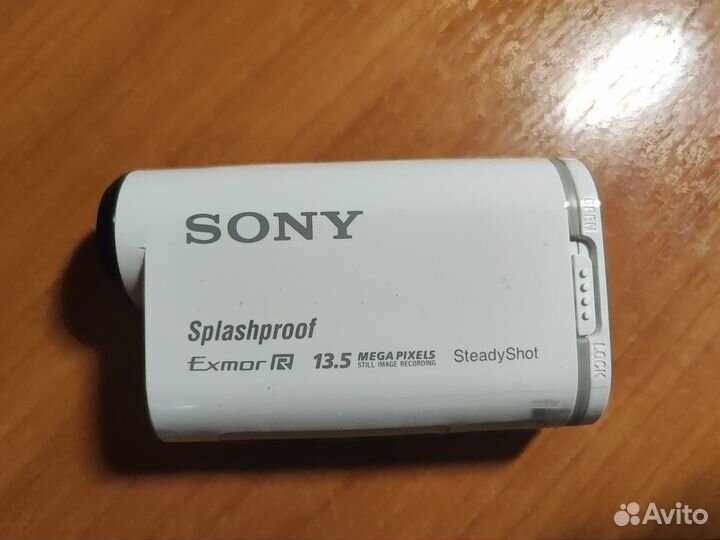 SONY
OPEN
Splashproof
Exmor R 13.5 MEGA PIXELS STILL IMAGE RECORDING SteadyShot
LOCK
Avito